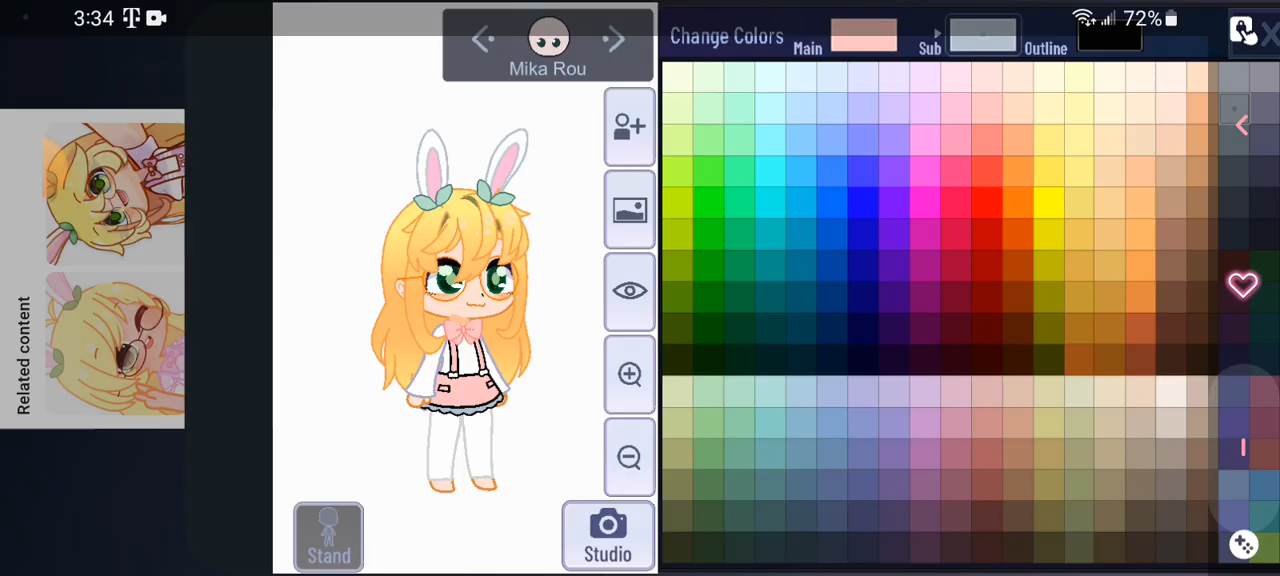 3:34
72%
Mika Rou
Change Colors
Main
Sub
Outline
Related content
Stand
Studio